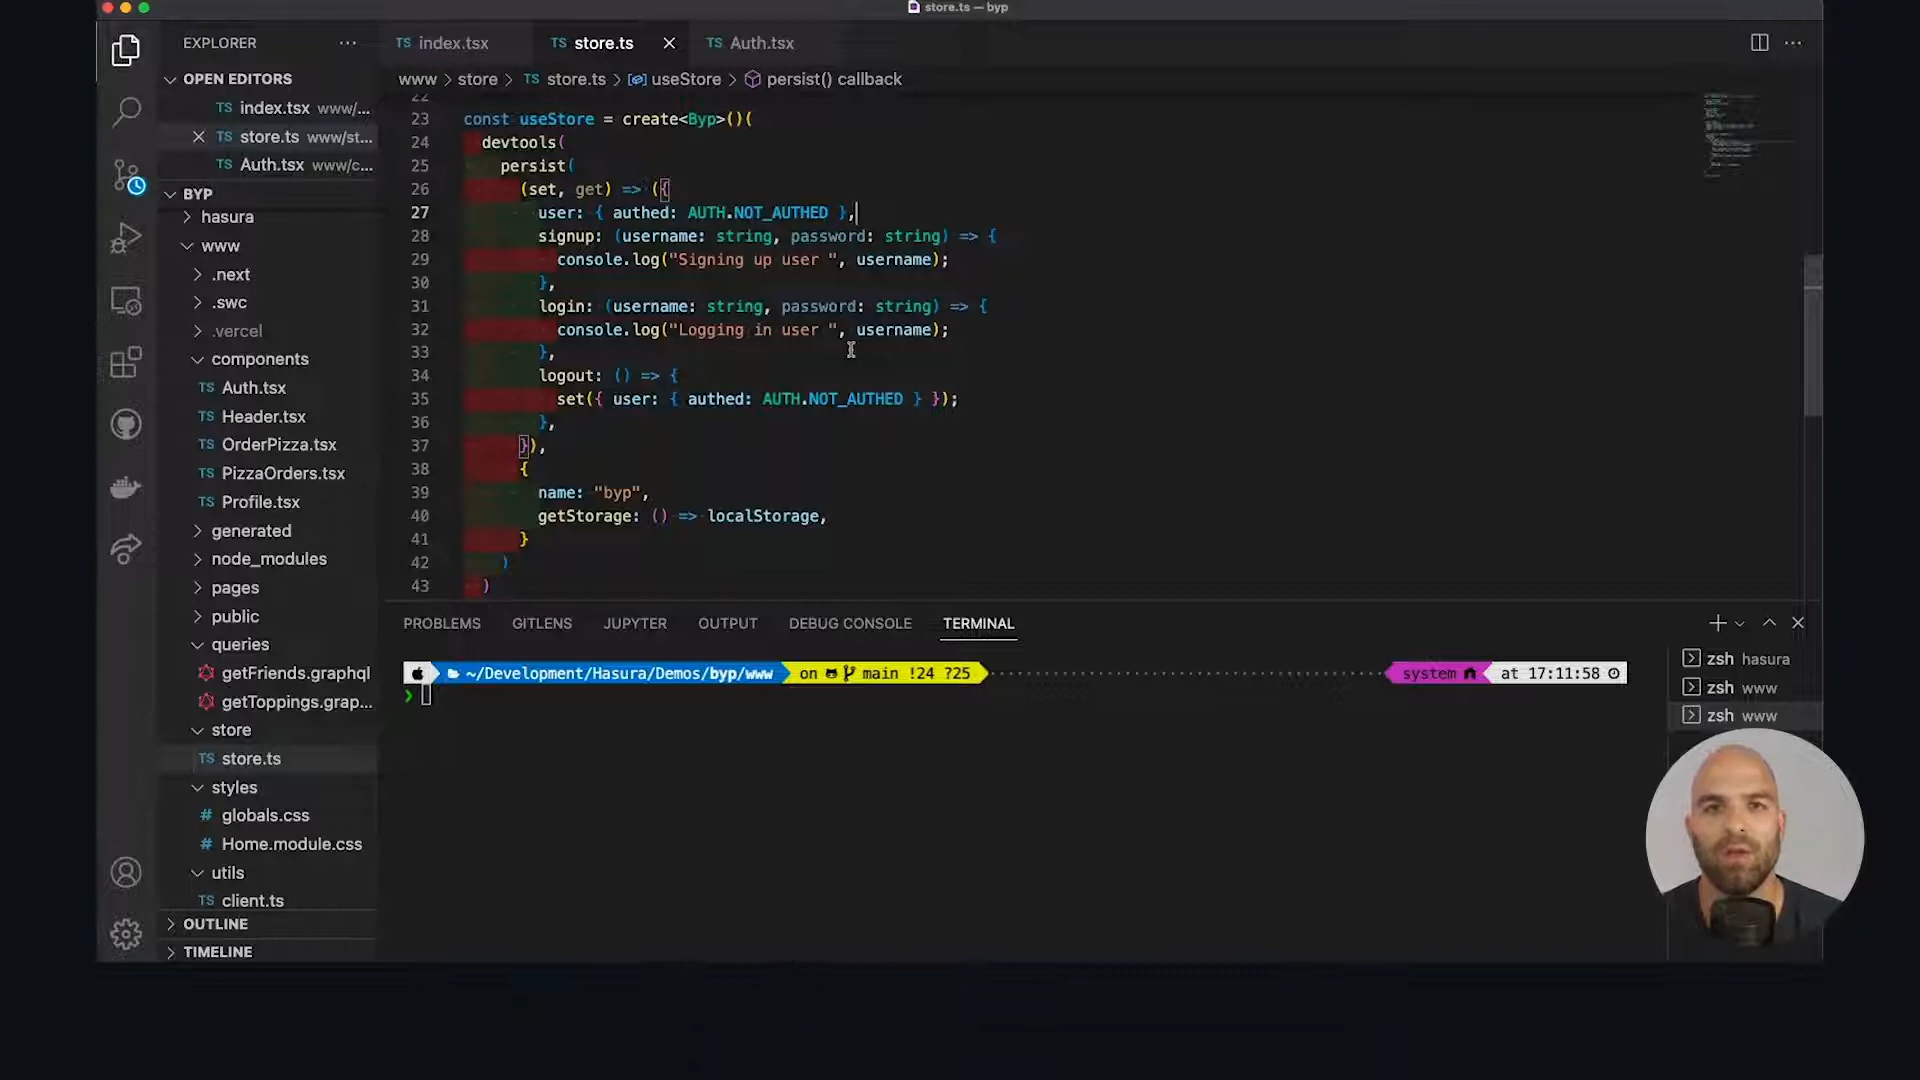 store.ts — byp
EXPLORER
index.tsx
store.ts
Auth.tsx
OPEN EDITORS
www > store > TS store.ts > useStore > persist() callback
TS index.tsx www/...
TS store.ts www/st...
TS Auth.tsx www/c...
BYP
hasura
www
.next
.swc
.vercel
components
TS Auth.tsx
TS Header.tsx
TS OrderPizza.tsx
TS PizzaOrders.tsx
TS Profile.tsx
generated
node_modules
pages
public
queries
getFriends.graphql
getToppings.grap...
store
TS store.ts
styles
# globals.css
# Home.module.css
utils
TS client.ts
OUTLINE
TIMELINE
22
23 const useStore = create<Byp>()(
24 devtools(
25 persist(
26 (set, get) => ({
27 user: { authed: AUTH.NOT_AUTHED },
28 signup: (username: string, password: string) => {
29 console.log("Signing up user ", username);
30 },
31 login: (username: string, password: string) => {
32 console.log("Logging in user ", username);
33 },
34 logout: () => {
35 set({ user: { authed: AUTH.NOT_AUTHED } });
36 },
37 }),
38 {
39 name: "byp",
40 getStorage: () => localStorage,
41 }
42 )
43 )
PROBLEMS GITLENS JUPYTER OUTPUT DEBUG CONSOLE TERMINAL
~/Development/Hasura/Demos/byp/www on main !24 ?25 system at 17:11:58
zsh hasura
zsh www
zsh www